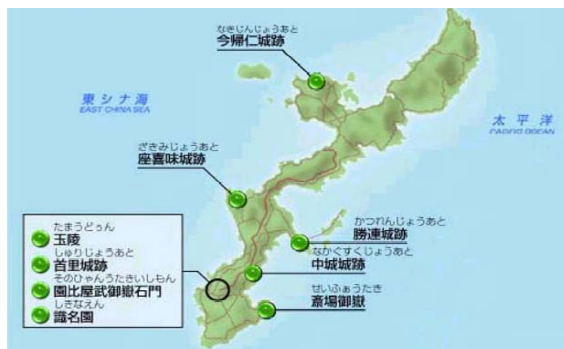 なきじんじょうあと
今帰仁城跡
東シナ海
EAST CHINA SEA
太平洋
PACIFIC OCEAN
ざきみじょうあと
座喜味城跡
かつれんじょうあと
勝連城跡
なかぐすくじょうあと
中城城跡
せいふぁうたき
斎場御嶽
たまうどぅん
玉陵
しゅりじょうあと
首里城跡
そのひゃんうたきいしもん
園比屋武御嶽石門
しきなえん
識名園